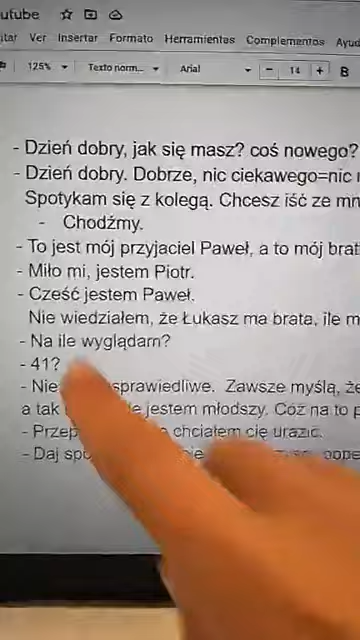 utube
tar Ver Insertar Formato Herramientas Complementos Ayud
125% Texto norm... Arial - 14 + B
- Dzień dobry, jak się masz? coś nowego?
- Dzień dobry. Dobrze, nic ciekawego=nic
Spotykam się z kolegą. Chcesz iść ze mn
- Chodźmy.
- To jest mój przyjaciel Paweł, a to mój brat
- Miło mi, jestem Piotr.
- Cześć jestem Paweł.
Nie wiedziałem, że Łukasz ma brata, ile m
- Na ile wyglądam?
- 41?
- Nie sprawiedliwe. Zawsze myślą, że
a tak jestem młodszy. Cóż na to p
- Przep chciałem cię urazić.
- Daj